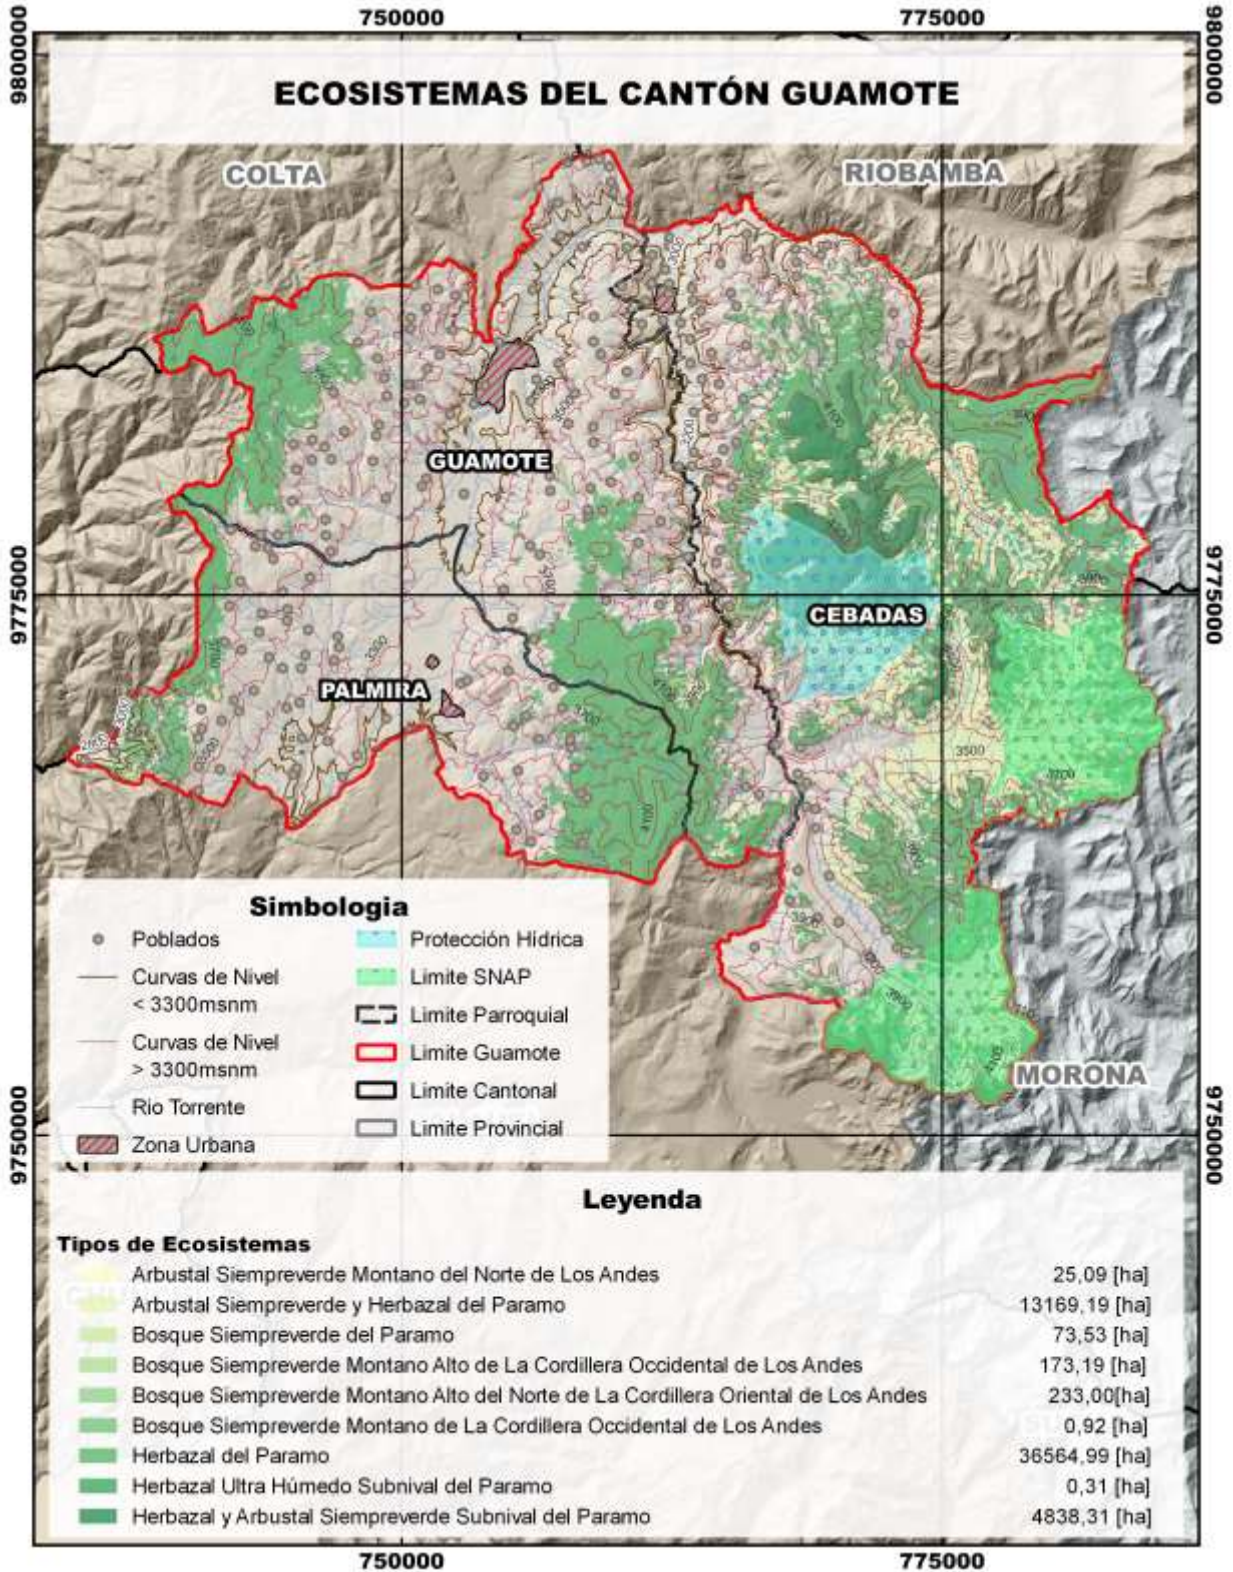 750000
775000
9800000
9800000
ECOSISTEMAS DEL CANTÓN GUAMOTE
COLTA
RIOBAMBA
GUAMOTE
3200
4100
9775000
9775000
CEBADAS
PALMIRA
3500
3700
4100
3900
MORONA
Simbologia
Poblados
Curvas de Nivel
< 3300msnm
Curvas de Nivel
> 3300msnm
Rio Torrente
Zona Urbana
Protección Hídrica
Limite SNAP
Limite Parroquial
Limite Guamote
Limite Cantonal
Limite Provincial
9750000
9750000
Leyenda
Tipos de Ecosistemas
Arbustal Siempreverde Montano del Norte de Los Andes 25,09 [ha]
Arbustal Siempreverde y Herbazal del Paramo 13169,19 [ha]
Bosque Siempreverde del Paramo 73,53 [ha]
Bosque Siempreverde Montano Alto de La Cordillera Occidental de Los Andes 173,19 [ha]
Bosque Siempreverde Montano Alto del Norte de La Cordillera Oriental de Los Andes 233,00[ha]
Bosque Siempreverde Montano de La Cordillera Occidental de Los Andes 0,92 [ha]
Herbazal del Paramo 36564,99 [ha]
Herbazal Ultra Húmedo Subnival del Paramo 0,31 [ha]
Herbazal y Arbustal Siempreverde Subnival del Paramo 4838,31 [ha]
750000
775000